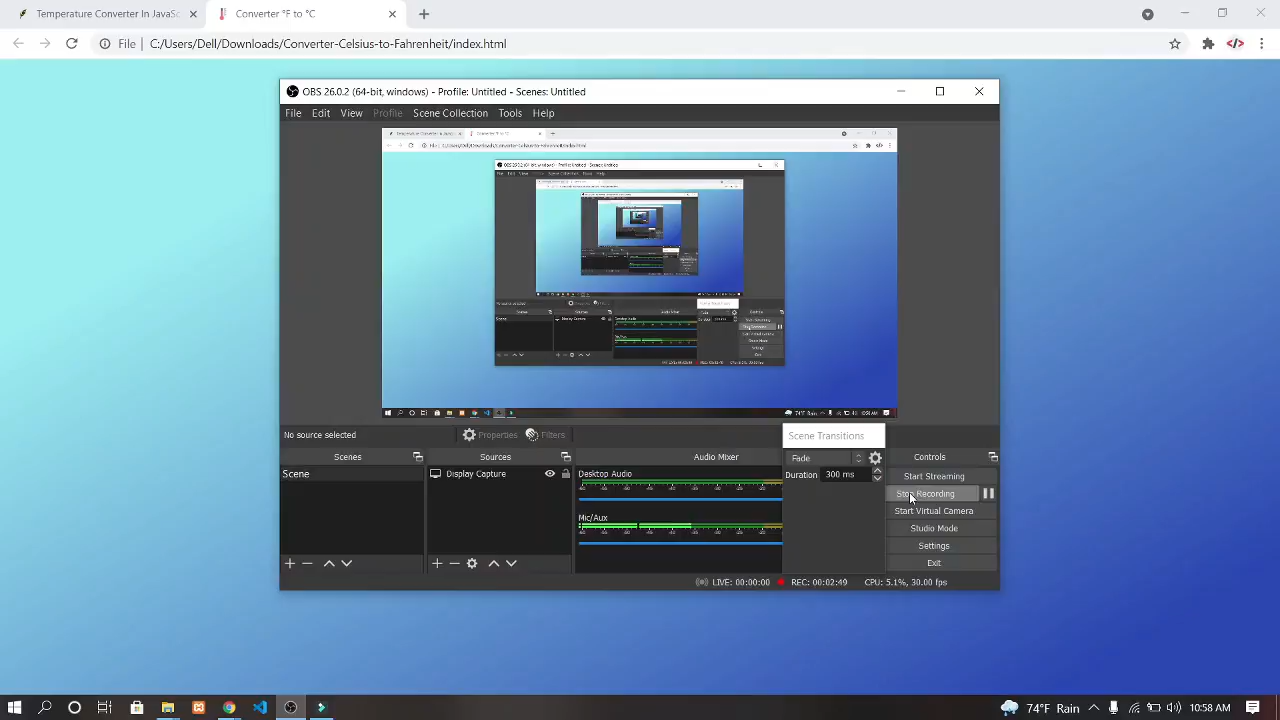 Temperature Converter In JavaSc
Converter °F to °C
File | C:/Users/Dell/Downloads/Converter-Celsius-to-Fahrenheit/index.html
OBS 26.0.2 (64-bit, windows) - Profile: Untitled - Scenes: Untitled
File Edit View Profile Scene Collection Tools Help
No source selected
Properties
Filters
Scene Transitions
Scenes
Sources
Audio Mixer
Controls
Scene
Display Capture
Desktop Audio
Mic/Aux
Fade
Duration 300 ms
Start Streaming
Stop Recording
Start Virtual Camera
Studio Mode
Settings
Exit
LIVE: 00:00:00
REC: 00:02:49
CPU: 5.1%, 30.00 fps
74°F Rain
10:58 AM